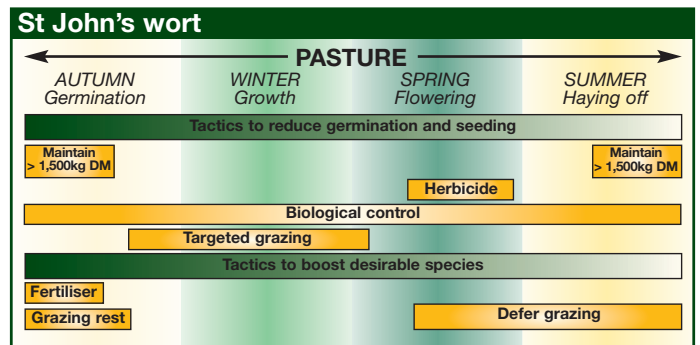 St John's wort
PASTURE
AUTUMN
Germination
WINTER
Growth
SPRING
Flowering
SUMMER
Haying off
Tactics to reduce germination and seeding
Maintain
> 1,500kg DM
Maintain
> 1,500kg DM
Herbicide
Biological control
Targeted grazing
Tactics to boost desirable species
Fertiliser
Grazing rest
Defer grazing